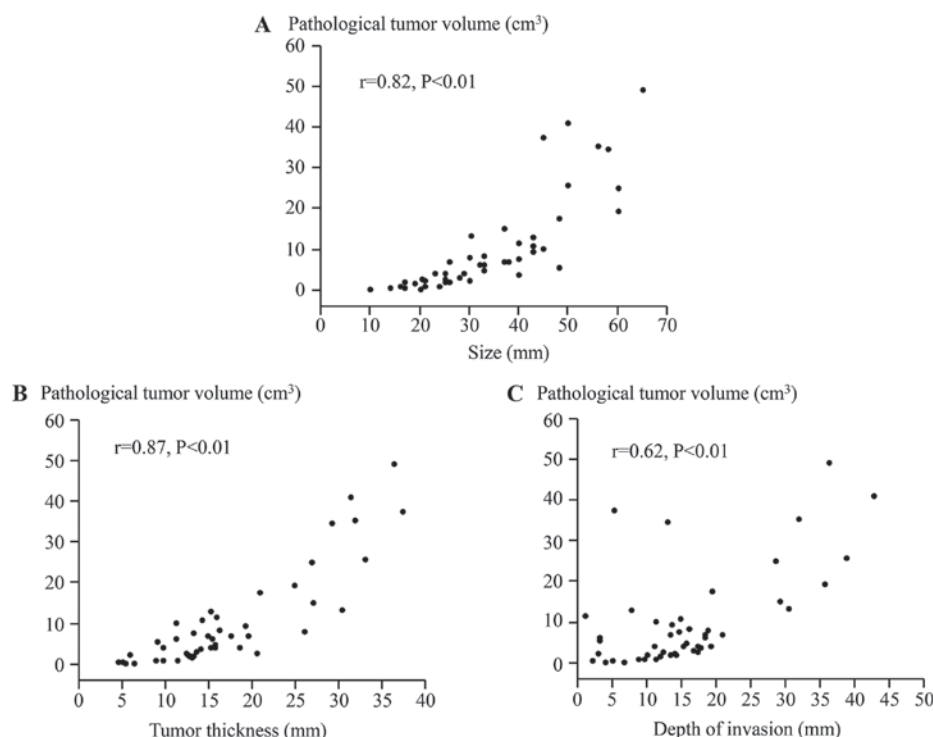 A Pathological tumor volume (cm³)
60
50
40
30
20
10
0
r=0.82, P<0.01
0 10 20 30 40 50 60 70
Size (mm)
B Pathological tumor volume (cm³)
60
50
40
30
20
10
0
r=0.87, P<0.01
0 5 10 15 20 25 30 35 40
Tumor thickness (mm)
C Pathological tumor volume (cm³)
60
50
40
30
20
10
0
r=0.62, P<0.01
0 5 10 15 20 25 30 35 40 45 50
Depth of invasion (mm)